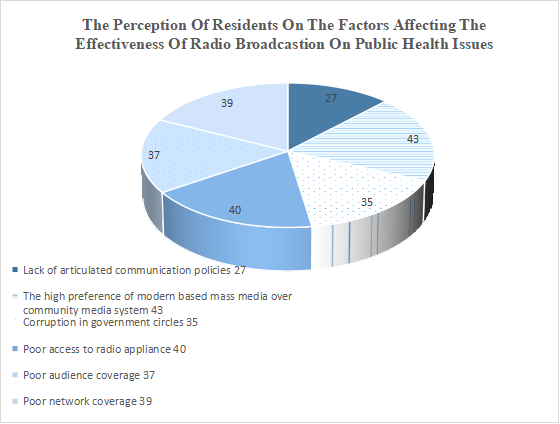 The Perception Of Residents On The Factors Affecting The
Effectiveness Of Radio Broadcastion On Public Health Issues
27
43
35
40
37
39
Lack of articulated communication policies 27
The high preference of modern based mass media over
community media system 43
Corruption in government circles 35
Poor access to radio appliance 40
Poor audience coverage 37
Poor network coverage 39